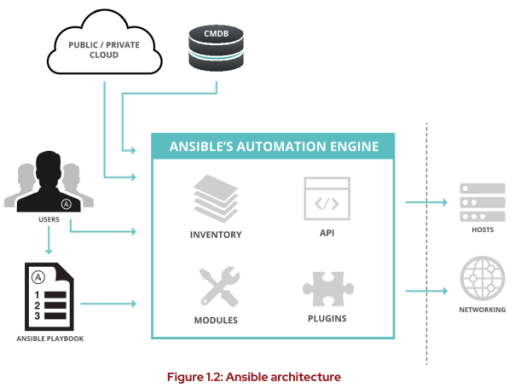 PUBLIC / PRIVATE
CLOUD
CMDB
ANSIBLE'S AUTOMATION ENGINE
USERS
A
INVENTORY
API
</>
HOSTS
A
1
2
3
ANSIBLE PLAYBOOK
MODULES
PLUGINS
NETWORKING
Figure 1.2: Ansible architecture